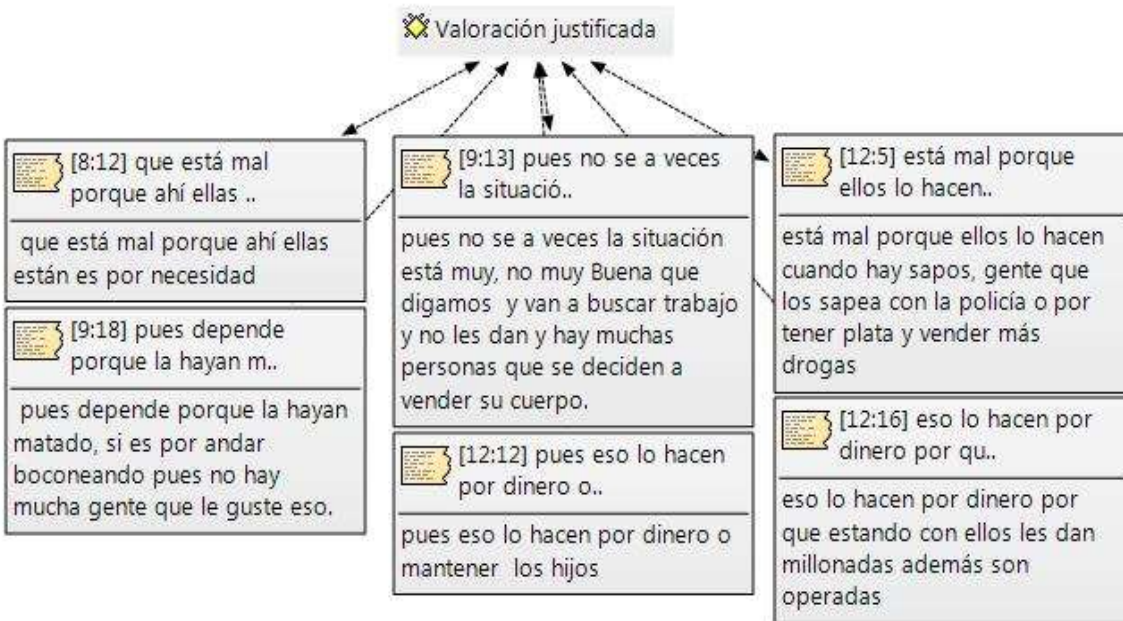 Valoración justificada
[8:12] que está mal
porque ahí ellas ..
que está mal porque ahí ellas
están es por necesidad
[9:18] pues depende
porque la hayan m..
pues depende porque la hayan
matado, si es por andar
boconeando pues no hay
mucha gente que le guste eso.
[9:13] pues no se a veces
la situació..
pues no se a veces la situación
está muy, no muy Buena que
digamos  y van a buscar trabajo
y no les dan y hay muchas
personas que se deciden a
vender su cuerpo.
[12:12] pues eso lo hacen
por dinero o..
pues eso lo hacen por dinero o
mantener  los hijos
[12:5] está mal porque
ellos lo hacen..
está mal porque ellos lo hacen
cuando hay sapos, gente que
los sapea con la policía o por
tener plata y vender más
drogas
[12:16] eso lo hacen por
dinero por qu..
eso lo hacen por dinero por
que estando con ellos les dan
millonadas además son
operadas